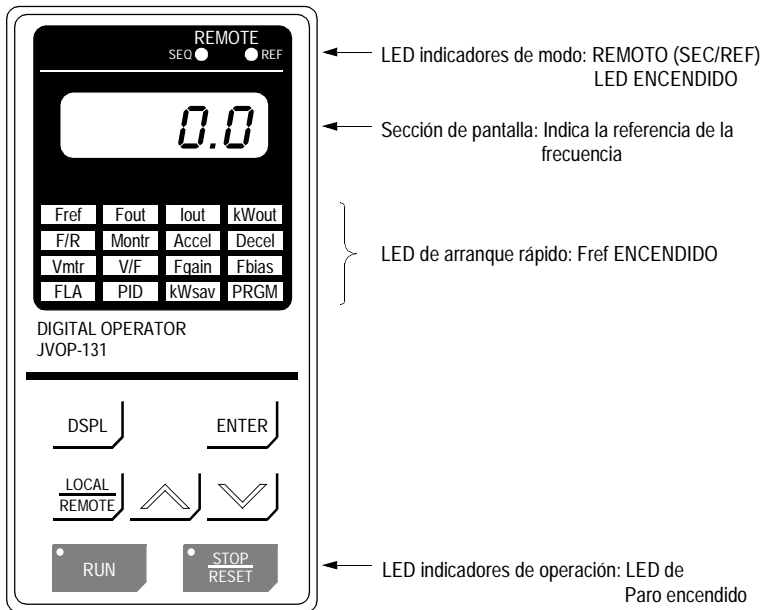 REMOTE
SEQ REF
LED indicadores de modo: REMOTO (SEC/REF)
LED ENCENDIDO
0.0
Sección de pantalla: Indica la referencia de la
frecuencia
Fref Fout Iout kWout
F/R Montr Accel Decel
Vmtr V/F Fgain Fbias
FLA PID kWsav PRGM
LED de arranque rápido: Fref ENCENDIDO
DIGITAL OPERATOR
JVOP-131
DSPL ENTER
LOCAL
REMOTE
RUN
STOP
RESET
LED indicadores de operación: LED de
Paro encendido